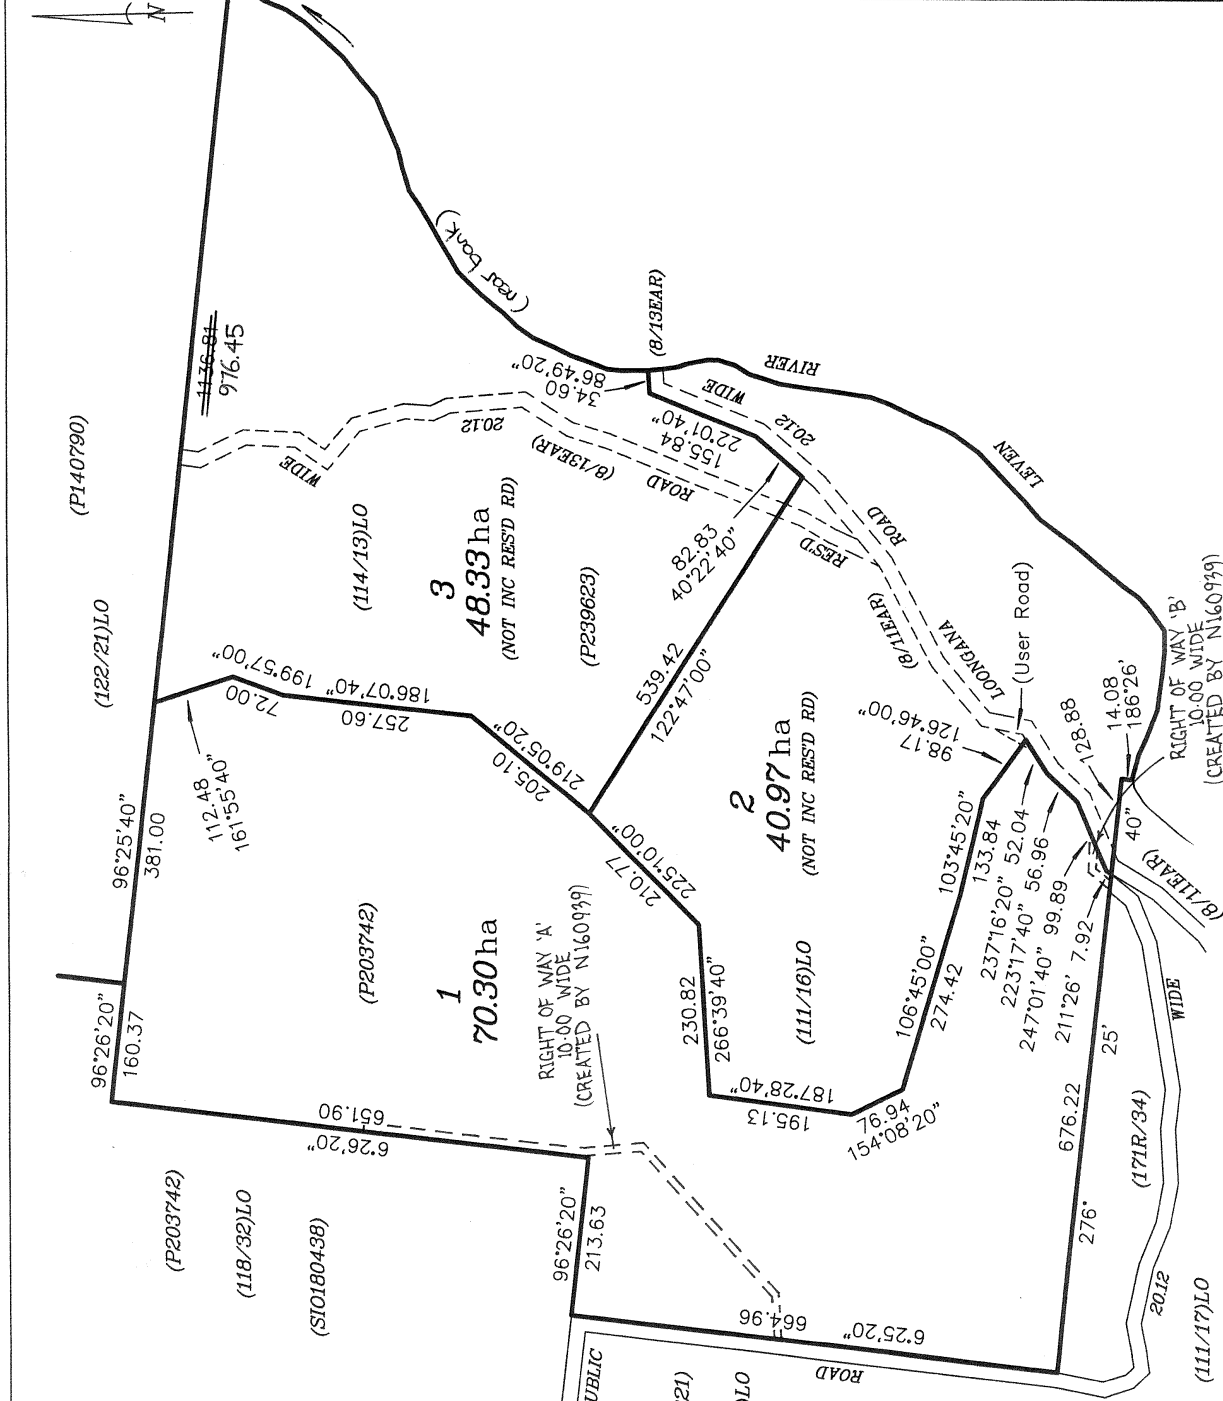 N
(P140790)
(122/21)LO
1136.81
976.45
96°25'40"
381.00
112.48
161°55'40"
72.00
199°57'00"
257.60
186°07'40"
205.10
219°05'20"
(114/13)LO
3
48.33 ha
(NOT INC RES'D RD)
(P239623)
WIDE
20.12
(8/13EAR)
ROAD
RES'D
(near bank)
34.60
86°49'20"
(8/13EAR)
155.84
22°01'40"
82.83
40°22'40"
WIDE
20.12
ROAD
RIVER
LEVEN
539.42
122°47'00"
96°26'20"
160.37
651.90
6°26'20"
(P203742)
1
70.30 ha
RIGHT OF WAY 'A'
10.00 WIDE
(CREATED BY N160939)
210.77
225°10'00"
2
40.97 ha
(NOT INC RES'D RD)
(111/16)LO
230.82
266°39'40"
187°28'40"
195.13
76.94
154°08'20"
106°45'00"
274.42
103°45'20"
133.84
98.17
126°46'00"
(8/11EAR)
LOONGANA
(User Road)
237°16'20" 52.04
223°17'40" 56.96
247°01'40" 99.89
211°26' 7.92
128.88
14.08
186°26'
RIGHT OF WAY 'B'
10.00 WIDE
(CREATED BY N160939)
(P203742)
(118/32)LO
(SIO180438)
96°26'20"
213.63
664.96
6°25'20"
276°
676.22
25'
40"
(8/11EAR)
WIDE
(171R/34)
20.12
(111/17)LO
UBLIC
ROAD
21)
LO